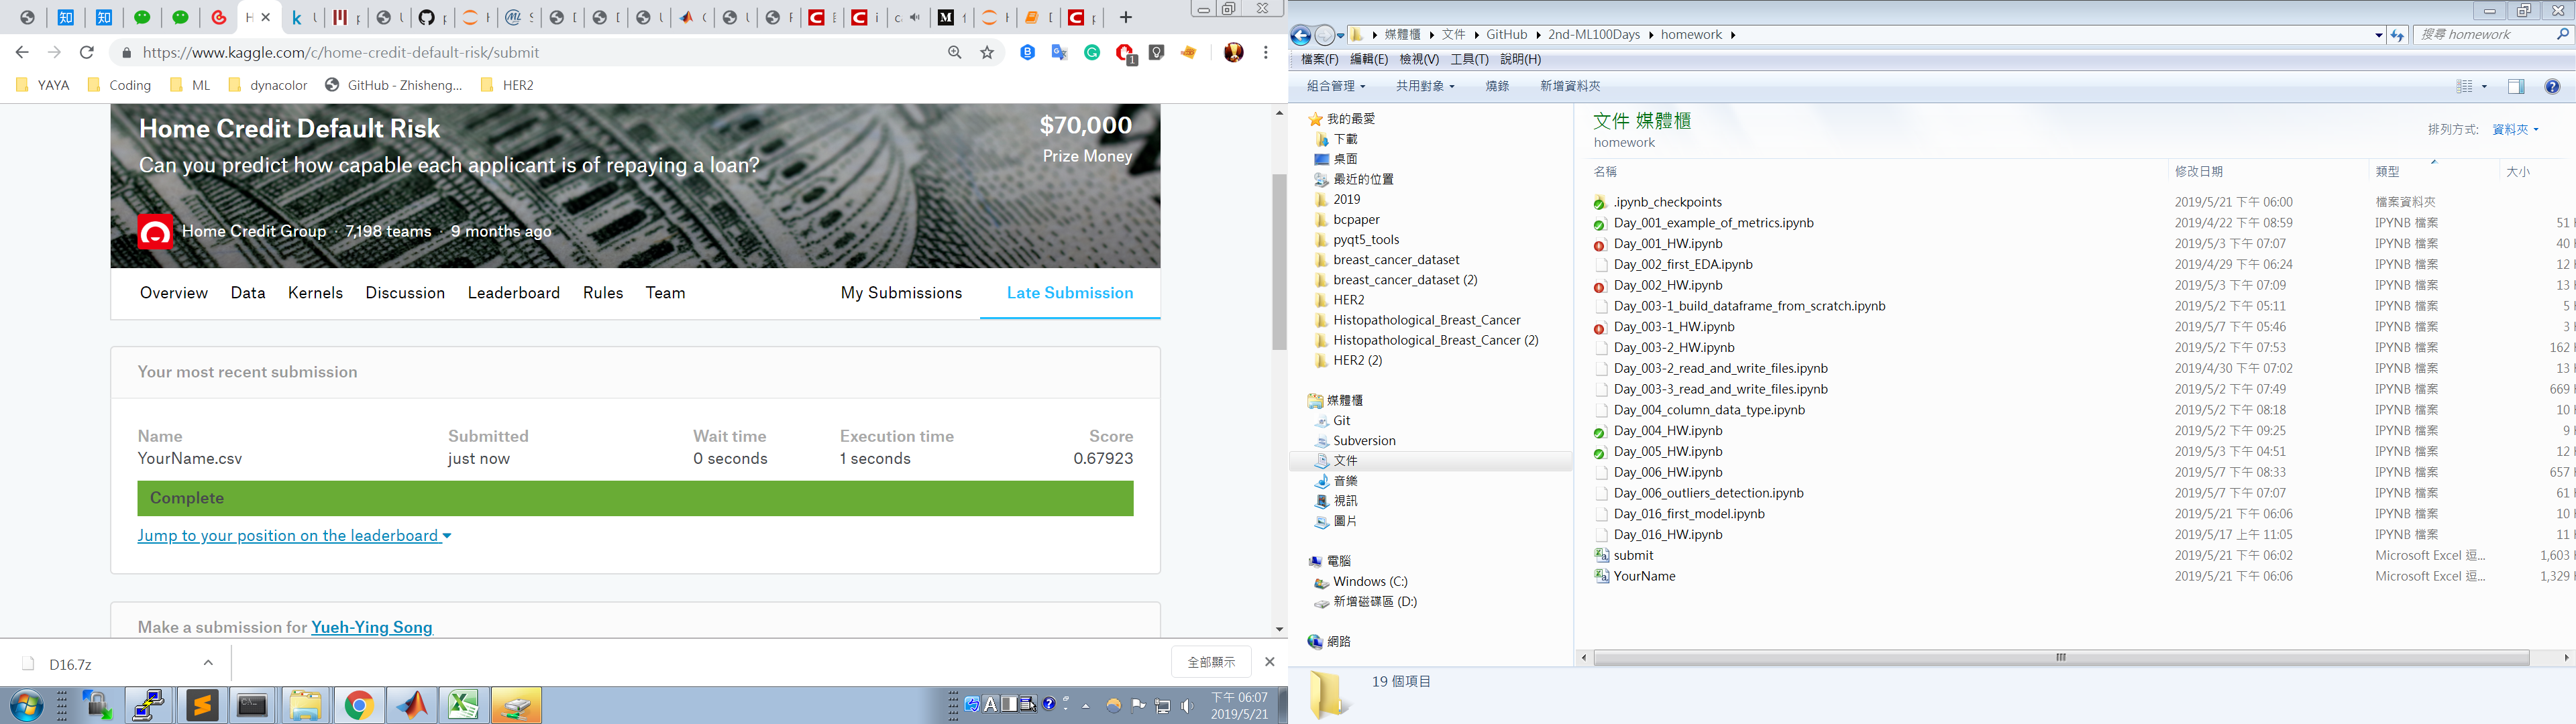 https://www.kaggle.com/c/home-credit-default-risk/submit
YAYA
Coding
ML
dynacolor
GitHub - Zhisheng...
HER2
Home Credit Default Risk
$70,000
Can you predict how capable each applicant is of repaying a loan?
Prize Money
Home Credit Group · 7,198 teams · 9 months ago
Overview Data Kernels Discussion Leaderboard Rules Team My Submissions Late Submission
Your most recent submission
Name Submitted Wait time Execution time Score
YourName.csv just now 0 seconds 1 seconds 0.67923
Complete
Jump to your position on the leaderboard
Make a submission for Yueh-Ying Song
D16.7z
全部顯示
下午 06:07
2019/5/21
媒體櫃 文件 GitHub 2nd-ML100Days homework
搜尋 homework
檔案(F) 編輯(E) 檢視(V) 工具(T) 說明(H)
組合管理 共用對象 燒錄 新增資料夾
我的最愛
下載
桌面
最近的位置
2019
bcpaper
pyqt5_tools
breast_cancer_dataset
breast_cancer_dataset (2)
HER2
Histopathological_Breast_Cancer
Histopathological_Breast_Cancer (2)
HER2 (2)
媒體櫃
Git
Subversion
文件
音樂
視訊
圖片
電腦
Windows (C:)
新增磁碟區 (D:)
網路
文件 媒體櫃
homework
排列方式: 資料夾
名稱 修改日期 類型 大小
.ipynb_checkpoints 2019/5/21 下午 06:00 檔案資料夾
Day_001_example_of_metrics.ipynb 2019/4/22 下午 08:59 IPYNB 檔案 51
Day_001_HW.ipynb 2019/5/3 下午 07:07 IPYNB 檔案 40
Day_002_first_EDA.ipynb 2019/4/29 下午 06:24 IPYNB 檔案 12
Day_002_HW.ipynb 2019/5/3 下午 07:09 IPYNB 檔案 13
Day_003-1_build_dataframe_from_scratch.ipynb 2019/5/2 下午 05:11 IPYNB 檔案 5
Day_003-1_HW.ipynb 2019/5/7 下午 05:46 IPYNB 檔案 3
Day_003-2_HW.ipynb 2019/5/2 下午 07:53 IPYNB 檔案 162
Day_003-2_read_and_write_files.ipynb 2019/4/30 下午 07:02 IPYNB 檔案 13
Day_003-3_read_and_write_files.ipynb 2019/5/2 下午 07:49 IPYNB 檔案 669
Day_004_column_data_type.ipynb 2019/5/2 下午 08:18 IPYNB 檔案 10
Day_004_HW.ipynb 2019/5/2 下午 09:25 IPYNB 檔案 9
Day_005_HW.ipynb 2019/5/3 下午 04:51 IPYNB 檔案 12
Day_006_HW.ipynb 2019/5/7 下午 08:33 IPYNB 檔案 657
Day_006_outliers_detection.ipynb 2019/5/7 下午 07:07 IPYNB 檔案 61
Day_016_first_model.ipynb 2019/5/21 下午 06:06 IPYNB 檔案 10
Day_016_HW.ipynb 2019/5/17 上午 11:05 IPYNB 檔案 11
submit 2019/5/21 下午 06:02 Microsoft Excel 逗... 1,603
YourName 2019/5/21 下午 06:06 Microsoft Excel 逗... 1,329
19 個項目